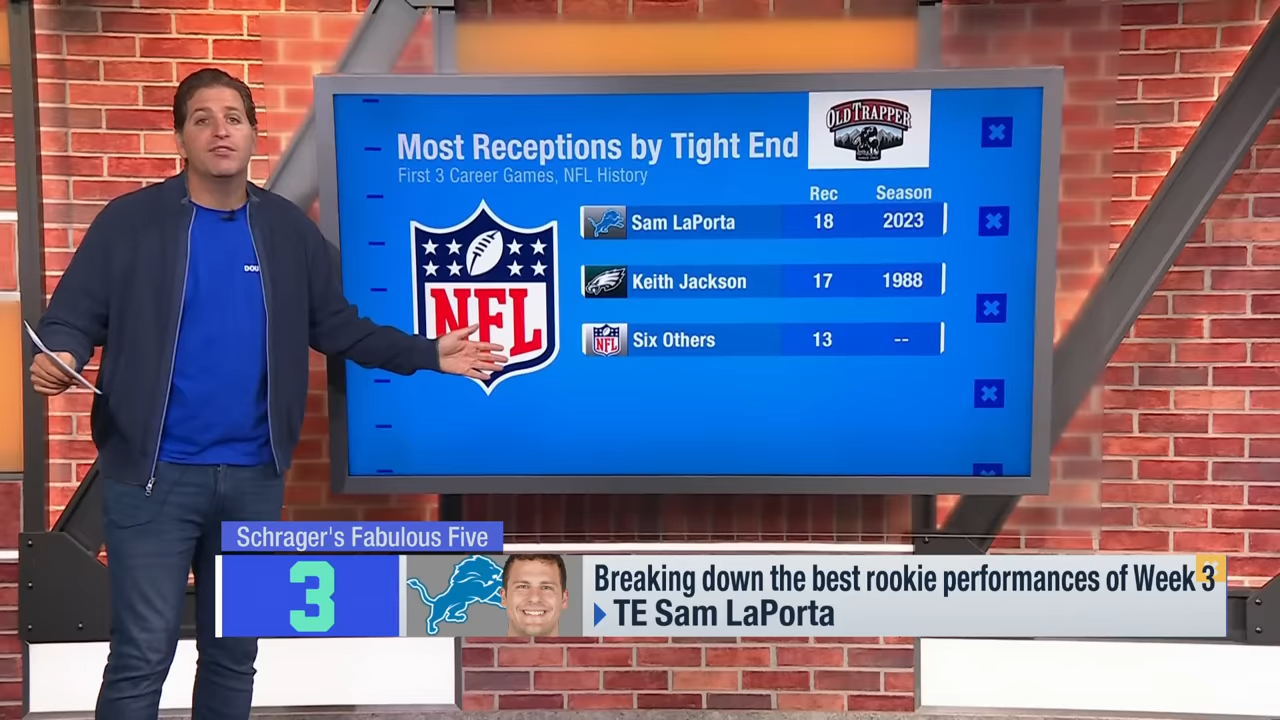 OLD TRAPPER
Most Receptions by Tight End
First 3 Career Games, NFL History
Rec Season
Sam LaPorta 18 2023
Keith Jackson 17 1988
Six Others 13 --
NFL
NFL
DOU
Schrager's Fabulous Five
3
Breaking down the best rookie performances of Week 3
TE Sam LaPorta